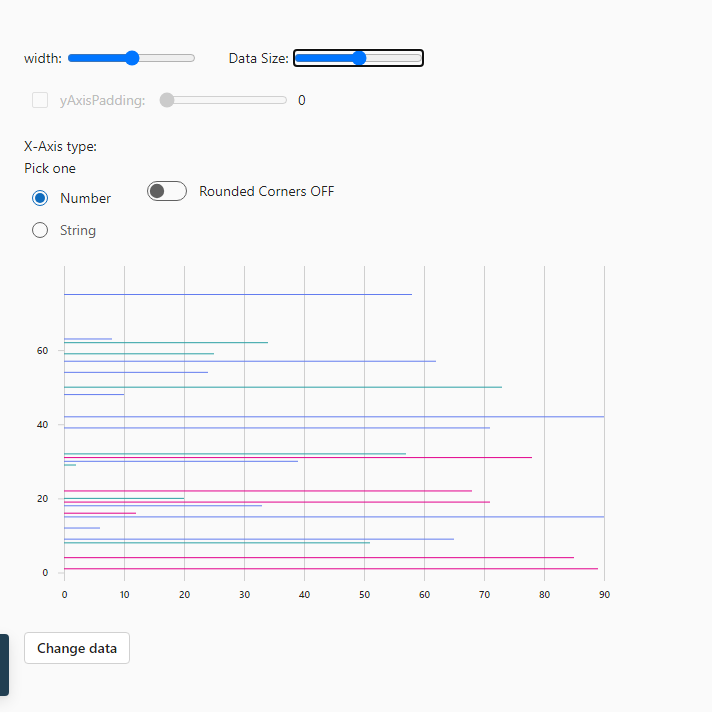 width: Data Size:
yAxisPadding: 0
X-Axis type:
Pick one
Number Rounded Corners OFF
String
60
40
20
0
0 10 20 30 40 50 60 70 80 90
Change data